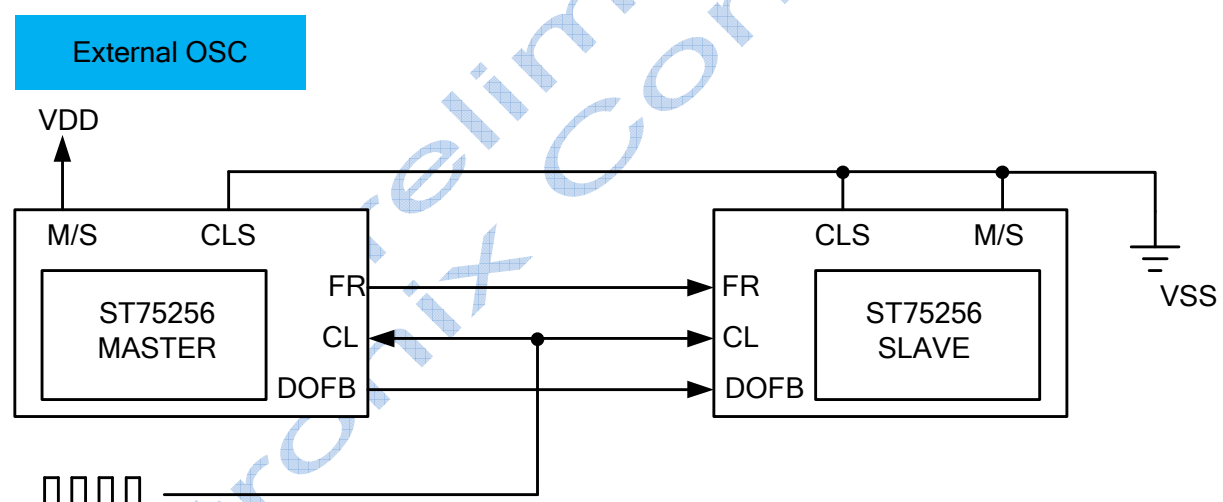 External OSC
VDD
M/S
CLS
CLS
M/S
FR
FR
VSS
ST75256
MASTER
ST75256
SLAVE
CL
CL
DOFB
DOFB